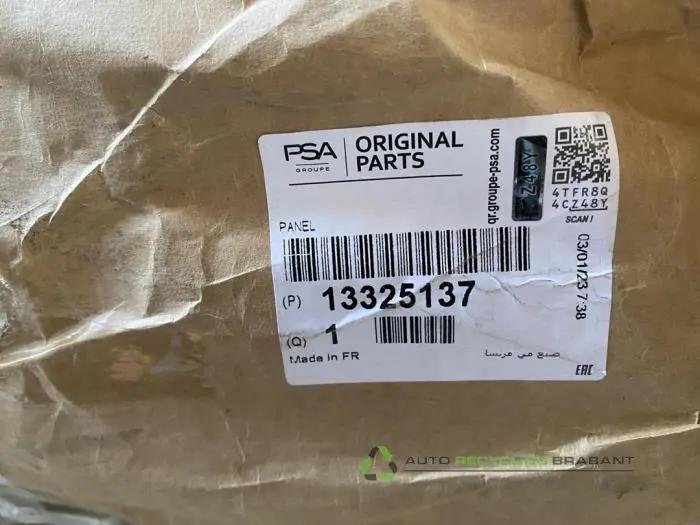 PSA
GROUPE
ORIGINAL
PARTS
qr.groupe-psa.com
Z48Y
4TFR8Q
4CZ48Y
SCAN !
PANEL
03/01/23 7:38
(P) 13325137
(Q) 1
Made in FR
صنع في فرنسا
EAC
AUTO RECYCLING BRABANT